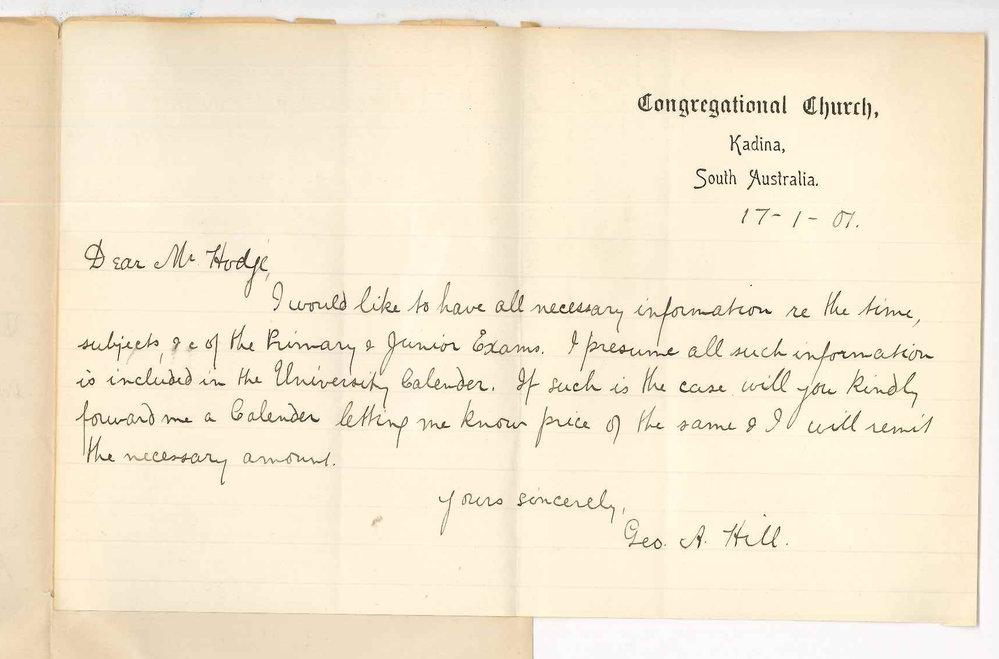 Congregational Church,
Kadina,
South Australia.
17-1-01.
Dear Mr Hodge,
I would like to have all necessary information re the time,
subjects, &c of the Primary & Junior Exams. I presume all such information
is included in the University Calender. If such is the case will you kindly
forward me a Calender letting me know price of the same & I will remit
the necessary amount.
Yours sincerely,
Geo. A. Hill.